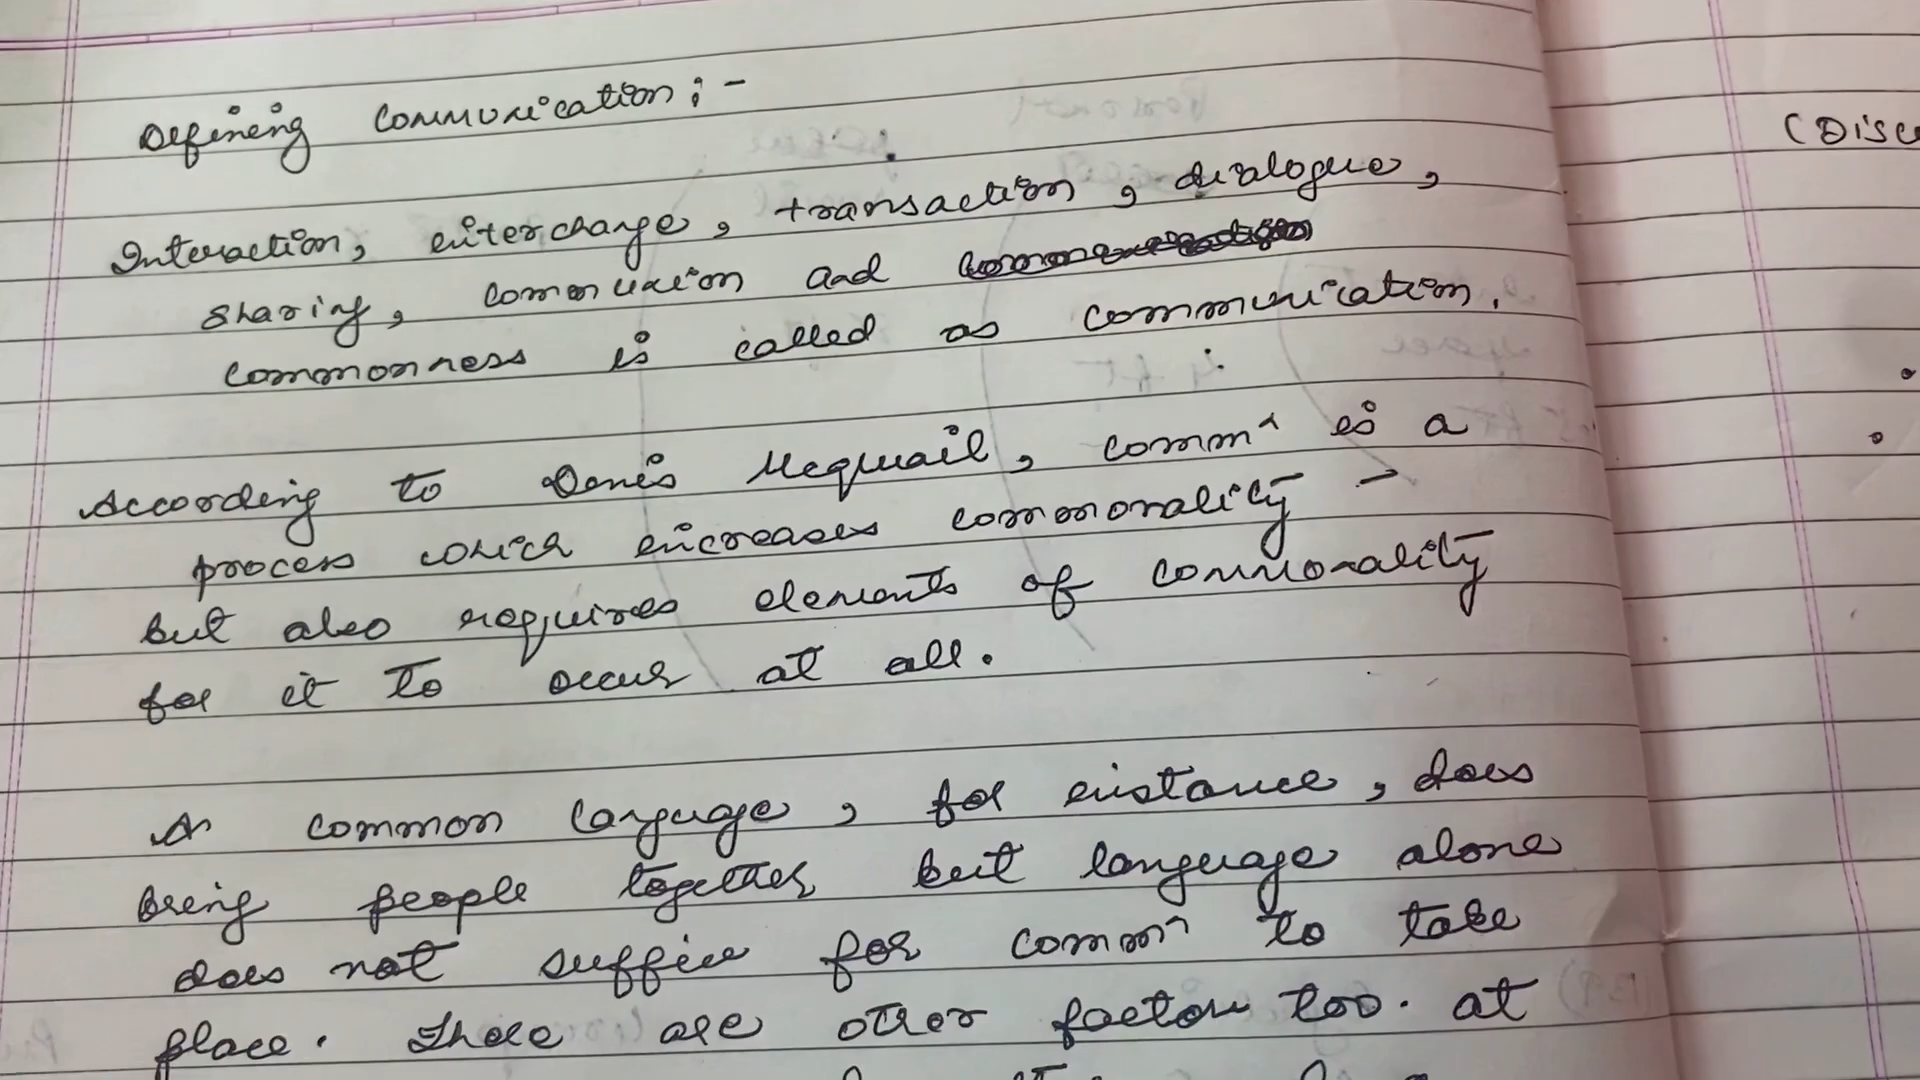 Defining Communication :-
Interaction, interchange, transaction, dialogue,
sharing, communion and
commonness is called as communication.
According to Denis Mcquail, commⁿ is a
process which increases commonality -
but also requires elements of commonality
for it to occur at all.
A common language, for instance, does
bring people together but language alone
does not suffice for commⁿ to take
place. There are other factors too. at
(Disc